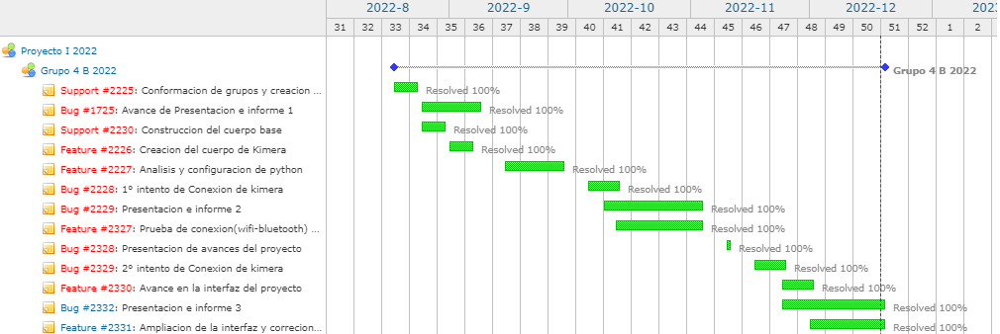 2022-8 2022-9 2022-10 2022-11 2022-12
31 32 33 34 35 36 37 38 39 40 41 42 43 44 45 46 47 48 49 50 51 52 1 2
Proyecto I 2022
Grupo 4 B 2022 Grupo 4 B 2022
Support #2225: Conformacion de grupos y creacion ... Resolved 100%
Bug #1725: Avance de Presentacion e informe 1 Resolved 100%
Support #2230: Construccion del cuerpo base Resolved 100%
Feature #2226: Creacion del cuerpo de Kimera Resolved 100%
Feature #2227: Analisis y configuracion de python Resolved 100%
Bug #2228: 1º intento de Conexion de kimera Resolved 100%
Bug #2229: Presentacion e informe 2 Resolved 100%
Feature #2327: Prueba de conexion(wifi-bluetooth) ... Resolved 100%
Bug #2328: Presentacion de avances del proyecto Resolved 100%
Bug #2329: 2º intento de Conexion de kimera Resolved 100%
Feature #2330: Avance en la interfaz del proyecto Resolved 100%
Bug #2332: Presentacion e informe 3 Resolved 100%
Feature #2331: Ampliacion de la interfaz y correcion... Resolved 100%